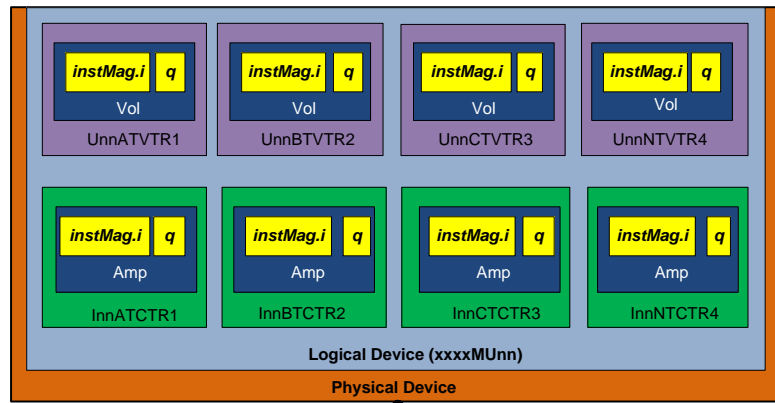 instMag.i q instMag.i q instMag.i q instMag.i q
Vol Vol Vol Vol
UnnATVTR1 UnnBTVTR2 UnnCTVTR3 UnnNTVTR4
instMag.i q instMag.i q instMag.i q instMag.i q
Amp Amp Amp Amp
InnATCTR1 InnBTCTR2 InnCTCTR3 InnNTCTR4
Logical Device (xxxxMUnn)
Physical Device